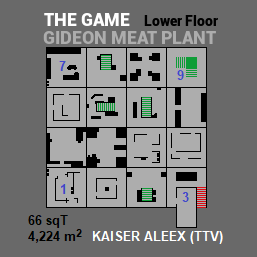 THE GAME Lower Floor
GIDEON MEAT PLANT
7
9
1
3
66 sqT
4,224 m²
KAISER ALEEX (TTV)